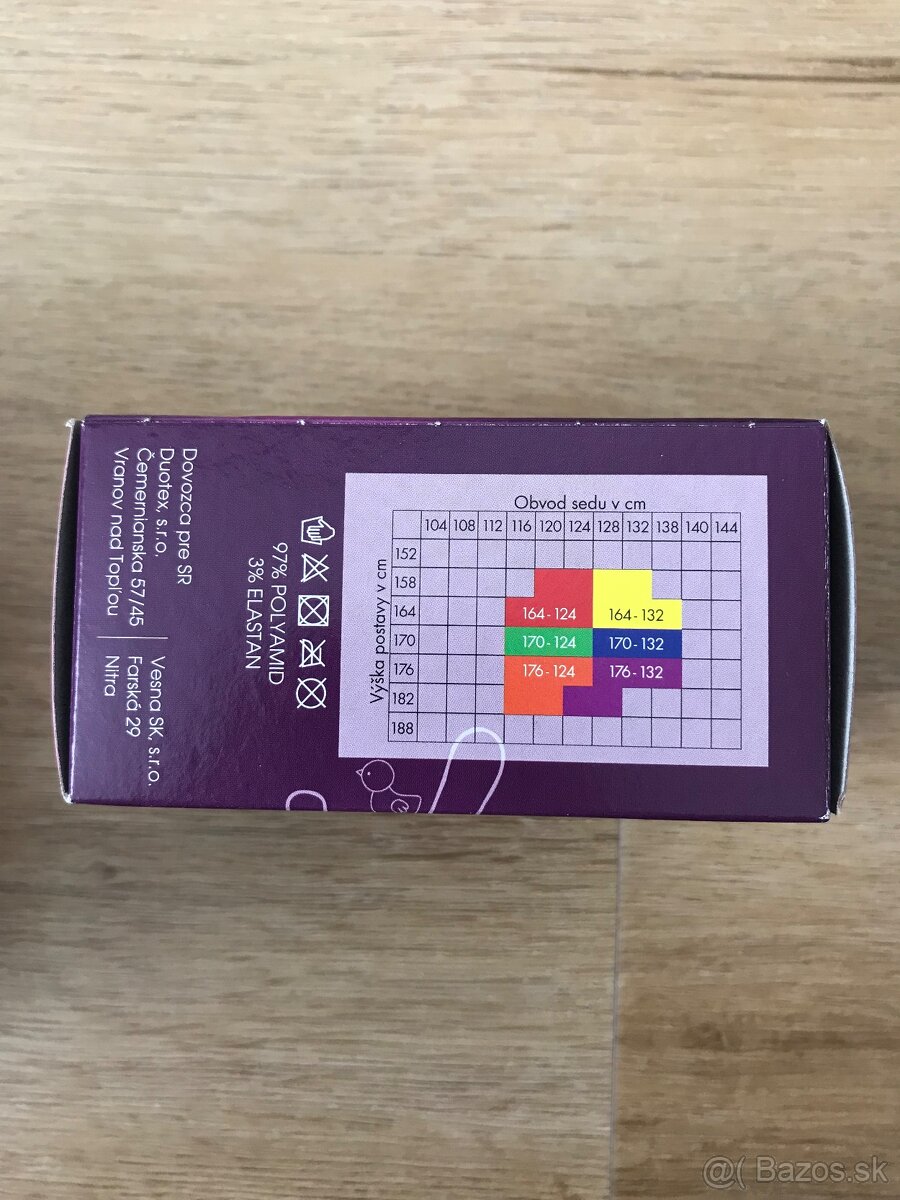 Dovozca pre SR
Duotex, s.r.o,
Čemernianska 57/45
Vranov nad Topľou
Vesna SK, s.r.o.
Farská 29
Nitra
97% POLYAMID
3% ELASTAN
Obvod sedu v cm
104 108 112 116 120 124 128 132 138 140 144
Výška postavy v cm
152
158
164 164-124 164-132
170 170-124 170-132
176 176-124 176-132
182
188
@( Bazos.sk